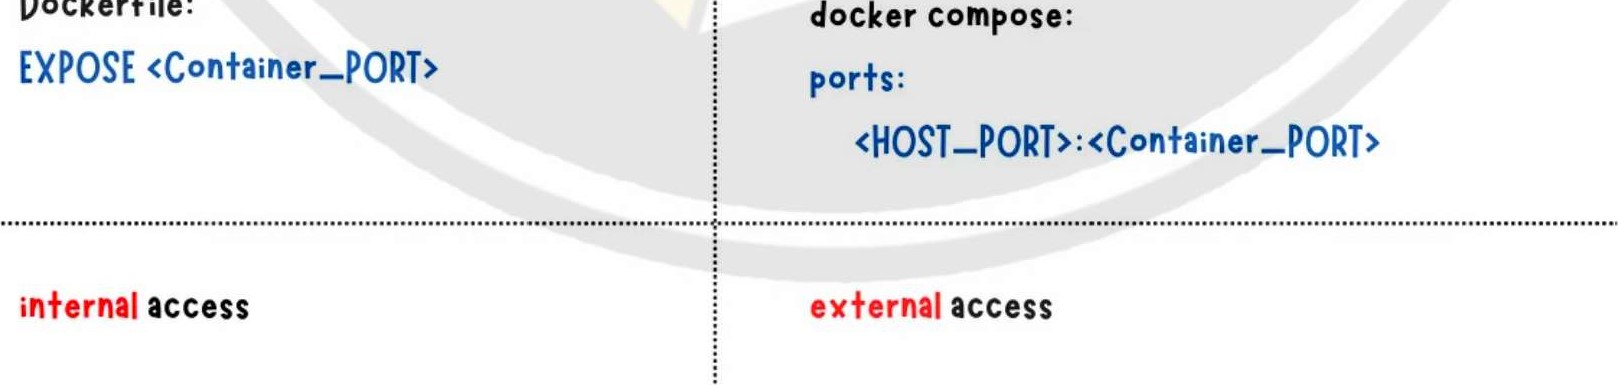 Dockerfile:
EXPOSE <Container_PORT>
docker compose:
ports:
<HOST_PORT>:<Container_PORT>
internal access
external access